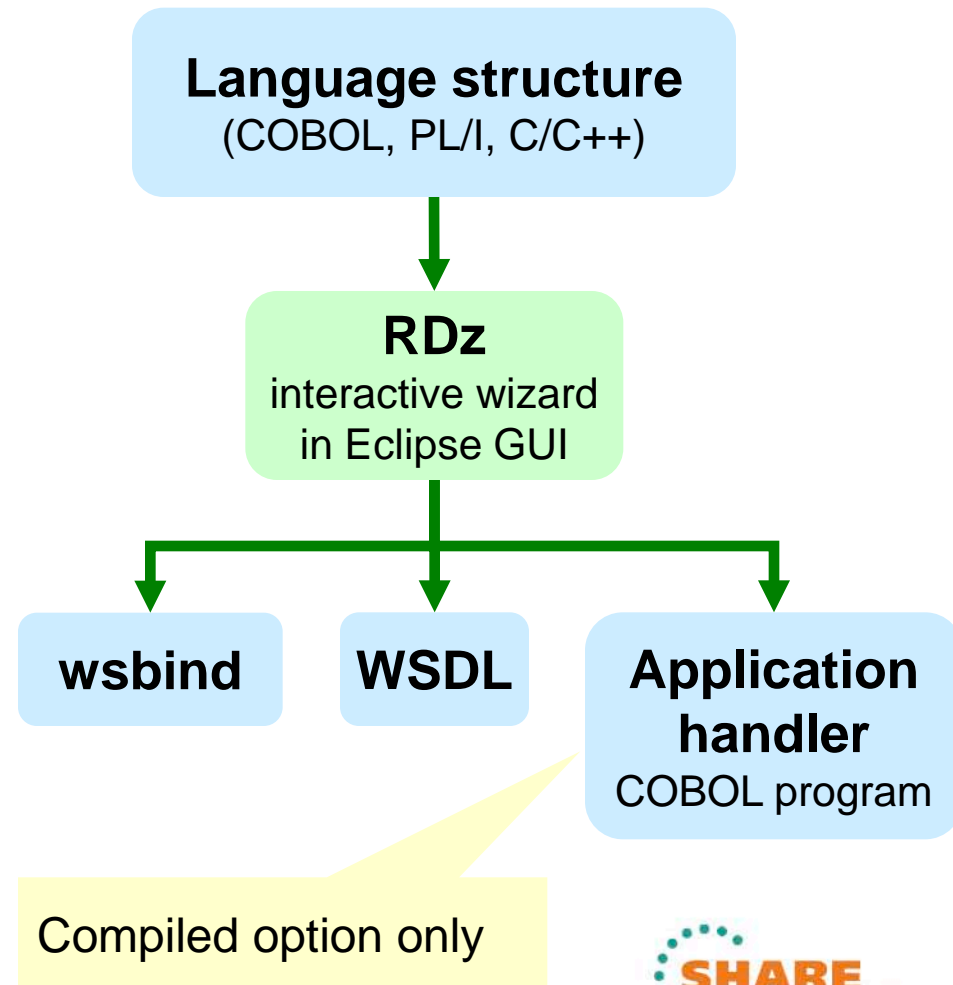 Language structure
(COBOL, PL/I, C/C++)
RDz
interactive wizard
in Eclipse GUI
wsbind
WSDL
Application
handler
COBOL program
Compiled option only
SHARE